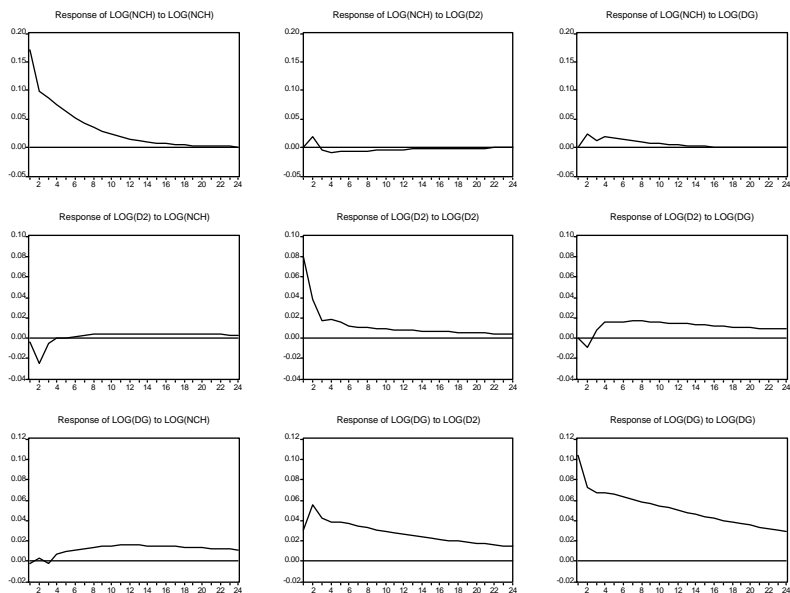 Response of LOG(NCH) to LOG(NCH) Response of LOG(NCH) to LOG(D2) Response of LOG(NCH) to LOG(DG)
0.20 0.20 0.20
0.15 0.15 0.15
0.10 0.10 0.10
0.05 0.05 0.05
0.00 0.00 0.00
-0.05 -0.05 -0.05
2 4 6 8 10 12 14 16 18 20 22 24 2 4 6 8 10 12 14 16 18 20 22 24 2 4 6 8 10 12 14 16 18 20 22 24
Response of LOG(D2) to LOG(NCH) Response of LOG(D2) to LOG(D2) Response of LOG(D2) to LOG(DG)
0.10 0.10 0.10
0.08 0.08 0.08
0.06 0.06 0.06
0.04 0.04 0.04
0.02 0.02 0.02
0.00 0.00 0.00
-0.02 -0.02 -0.02
-0.04 -0.04 -0.04
2 4 6 8 10 12 14 16 18 20 22 24 2 4 6 8 10 12 14 16 18 20 22 24 2 4 6 8 10 12 14 16 18 20 22 24
Response of LOG(DG) to LOG(NCH) Response of LOG(DG) to LOG(D2) Response of LOG(DG) to LOG(DG)
0.12 0.12 0.12
0.10 0.10 0.10
0.08 0.08 0.08
0.06 0.06 0.06
0.04 0.04 0.04
0.02 0.02 0.02
0.00 0.00 0.00
-0.02 -0.02 -0.02
2 4 6 8 10 12 14 16 18 20 22 24 2 4 6 8 10 12 14 16 18 20 22 24 2 4 6 8 10 12 14 16 18 20 22 24